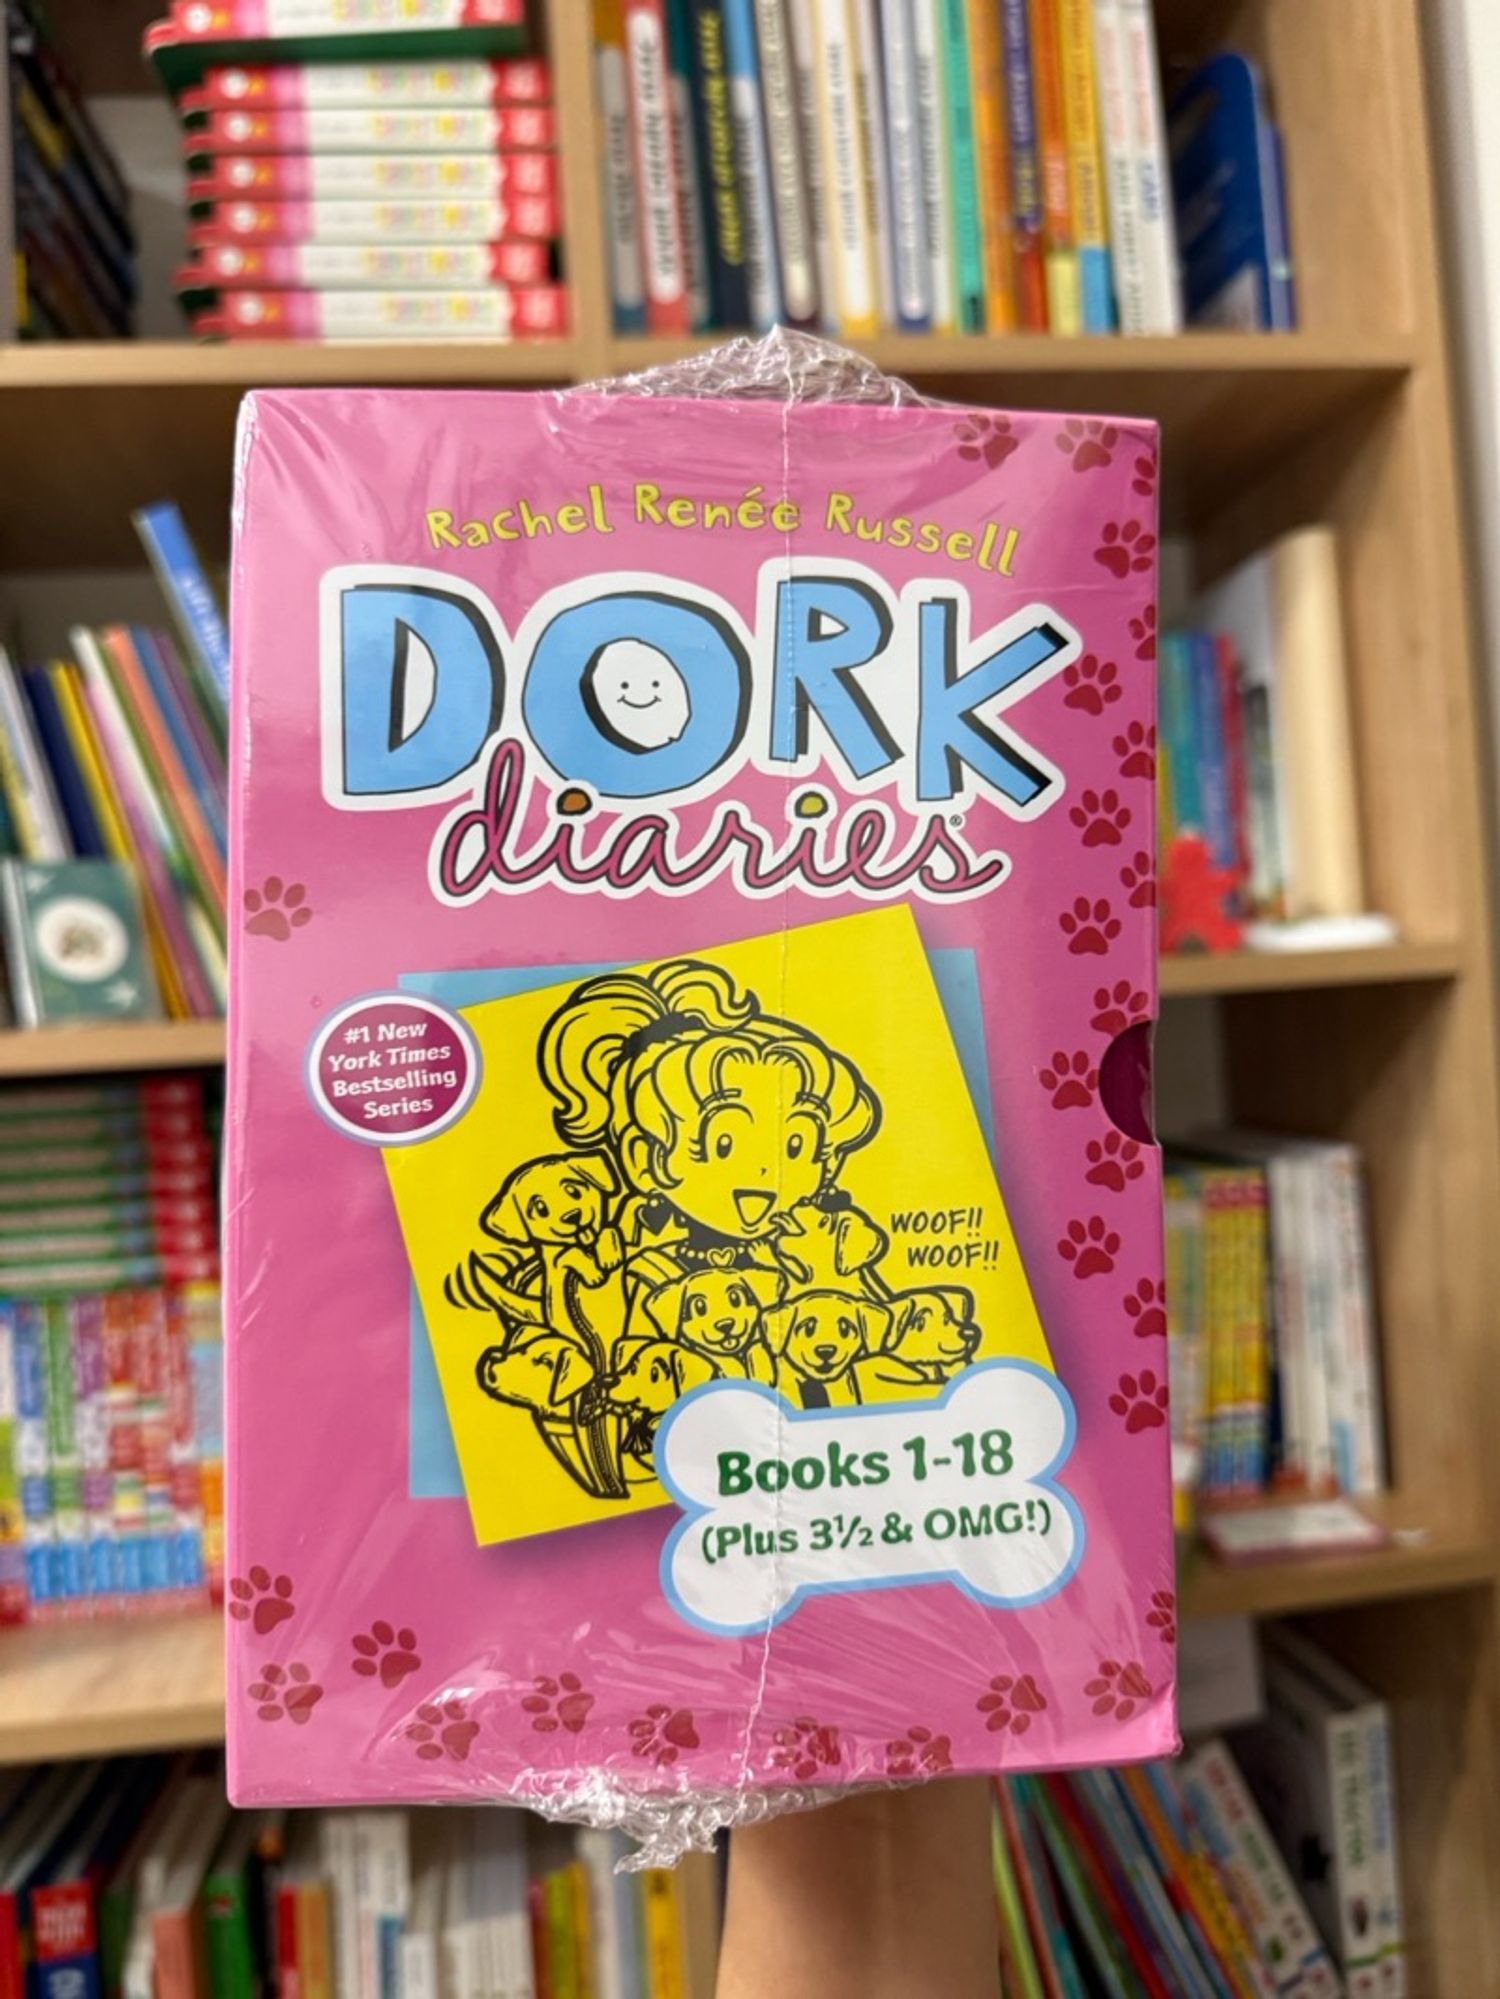 Rachel Renée Russell
DORK
diaries®
#1 New
York Times
Bestselling
Series
WOOF!!
WOOF!!
Books 1-18
(Plus 3½ & OMG!)